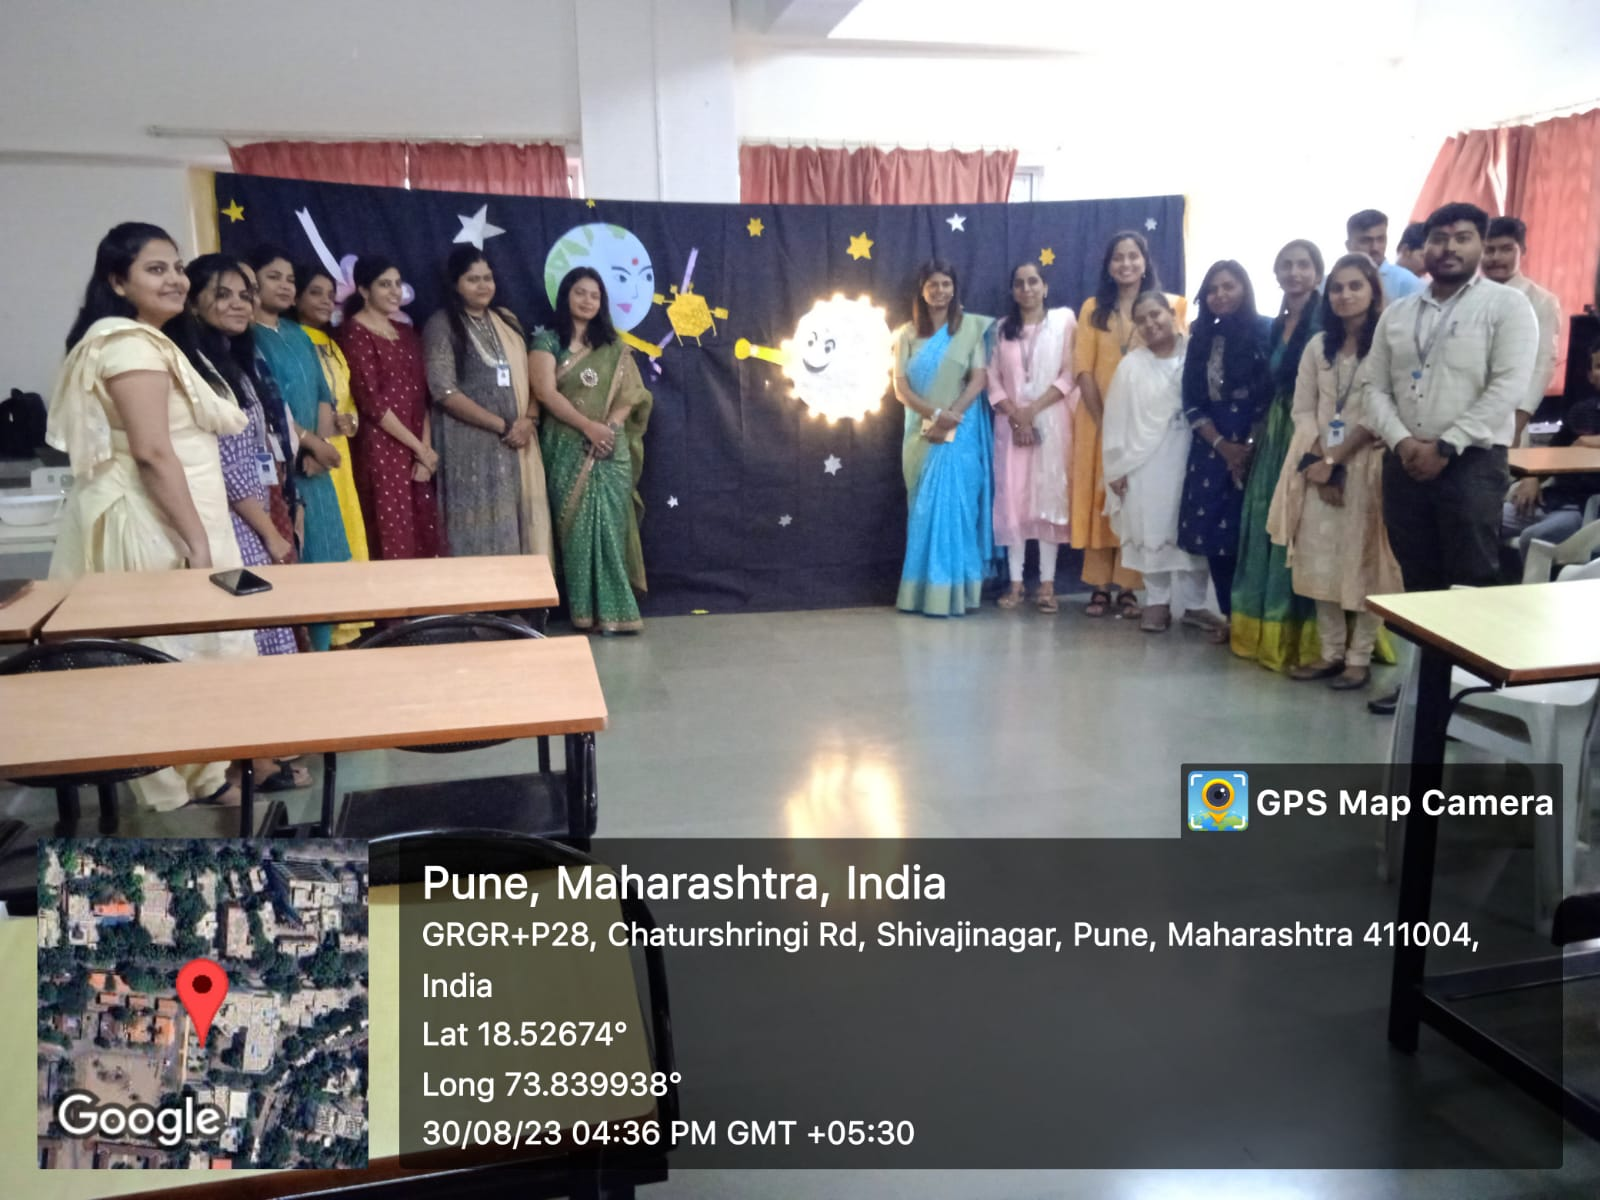 GPS Map Camera
Pune, Maharashtra, India
GRGR+P28, Chaturshringi Rd, Shivajinagar, Pune, Maharashtra 411004,
India
Lat 18.52674°
Long 73.839938°
30/08/23 04:36 PM GMT +05:30
Google